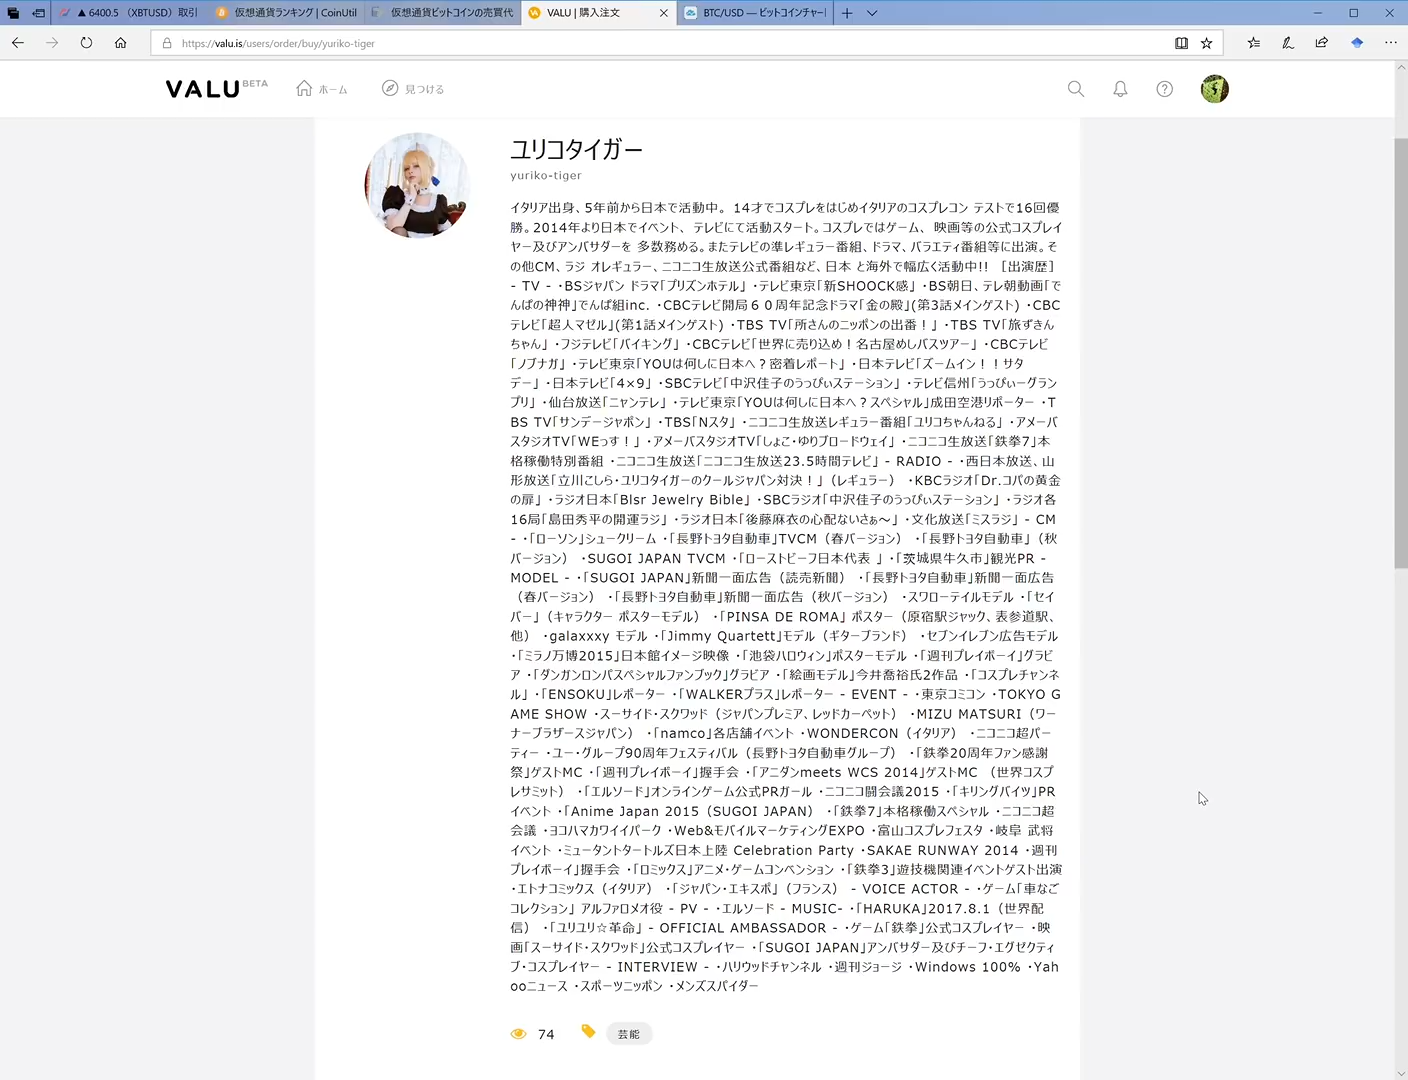 ▲ 6400.5 （XBTUSD）取引
仮想通貨ランキング | CoinUtil
仮想通貨ビットコインの売買代
VALU | 購入注文
BTC/USD — ビットコインチャート
https://valu.is/users/order/buy/yuriko-tiger
VALU BETA
ホーム
見つける
ユリコタイガー
yuriko-tiger
イタリア出身、5年前から日本で活動中。 14才でコスプレをはじめイタリアのコスプレコン テストで16回優
勝。2014年より日本でイベント、 テレビにて活動スタート。コスプレではゲーム、 映画等の公式コスプレイ
ヤー及びアンバサダーを 多数務める。またテレビの準レギュラー番組、ドラマ、バラエティ番組等に出演。そ
の他CM、ラジ オレギュラー、ニコニコ生放送公式番組など、日本 と海外で幅広く活動中!! ［出演歴］
- TV - ・BSジャパン ドラマ「プリズンホテル」 ・テレビ東京「新SHOOCK感」 ・BS朝日、テレ朝動画「で
んぱの神神」でんぱ組inc. ・CBCテレビ開局６０周年記念ドラマ「金の殿」(第3話メインゲスト) ・CBC
テレビ「超人マゼル」(第1話メインゲスト) ・TBS TV「所さんのニッポンの出番！」 ・TBS TV「旅ずきん
ちゃん」 ・フジテレビ「バイキング」 ・CBCテレビ「世界に売り込め！名古屋めしバスツアー」 ・CBCテレビ
「ノブナガ」 ・テレビ東京「YOUは何しに日本へ？密着レポート」 ・日本テレビ「ズームイン！！サタ
デー」 ・日本テレビ「4×9」 ・SBCテレビ「中沢佳子のうっぴぃステーション」 ・テレビ信州「うっぴぃーグラン
プリ」 ・仙台放送「ニャンテレ」 ・テレビ東京「YOUは何しに日本へ？スペシャル」成田空港リポーター ・T
BS TV「サンデージャポン」 ・TBS「Nスタ」 ・ニコニコ生放送レギュラー番組「ユリコちゃんねる」 ・アメーバ
スタジオTV「WEっす！」 ・アメーバスタジオTV「しょこ・ゆりブロードウェイ」 ・ニコニコ生放送「鉄拳7」本
格稼働特別番組 ・ニコニコ生放送「ニコニコ生放送23.5時間テレビ」 - RADIO - ・西日本放送、山
形放送「立川こしら・ユリコタイガーのクールジャパン対決！」（レギュラー） ・KBCラジオ「Dr.コパの黄金
の扉」 ・ラジオ日本「Blsr Jewelry Bible」 ・SBCラジオ「中沢佳子のうっぴぃステーション」 ・ラジオ各
16局「島田秀平の開運ラジ」 ・ラジオ日本「後藤麻衣の心配ないさぁ〜」 ・文化放送「ミスラジ」 - CM
- ・「ローソン」シュークリーム ・「長野トヨタ自動車」TVCM（春バージョン） ・「長野トヨタ自動車」（秋
バージョン） ・SUGOI JAPAN TVCM ・「ローストビーフ日本代表 」 ・「茨城県牛久市」観光PR -
MODEL - ・「SUGOI JAPAN」新聞一面広告（読売新聞） ・「長野トヨタ自動車」新聞一面広告
（春バージョン） ・「長野トヨタ自動車」新聞一面広告（秋バージョン） ・スワローテイルモデル ・「セイ
バー」（キャラクター ポスターモデル） ・「PINSA DE ROMA」 ポスター（原宿駅ジャック、表参道駅、
他） ・galaxxxy モデル ・「Jimmy Quartett」モデル（ギターブランド） ・セブンイレブン広告モデル
・「ミラノ万博2015」日本館イメージ映像 ・「池袋ハロウィン」ポスターモデル ・「週刊プレイボーイ」グラビ
ア ・「ダンガンロンパスペシャルファンブック」グラビア ・「絵画モデル」今井喬裕氏2作品 ・「コスプレチャンネ
ル」 ・「ENSOKU」レポーター ・「WALKERプラス」レポーター - EVENT - ・東京コミコン ・TOKYO G
AME SHOW ・スーサイド・スクワッド（ジャパンプレミア、レッドカーペット） ・MIZU MATSURI（ワー
ナーブラザースジャパン） ・「namco」各店舗イベント ・WONDERCON（イタリア） ・ニコニコ超パー
ティー ・ユー・グループ90周年フェスティバル（長野トヨタ自動車グループ） ・「鉄拳20周年ファン感謝
祭」ゲストMC ・「週刊プレイボーイ」握手会 ・「アニダンmeets WCS 2014」ゲストMC （世界コスプ
レサミット） ・「エルソード」オンラインゲーム公式PRガール ・ニコニコ闘会議2015 ・「キリングバイツ」PR
イベント ・「Anime Japan 2015（SUGOI JAPAN） ・「鉄拳7」本格稼働スペシャル ・ニコニコ超
会議 ・ヨコハマカワイイパーク ・Web&モバイルマーケティングEXPO ・富山コスプレフェスタ ・岐阜 武将
イベント ・ミュータントタートルズ日本上陸 Celebration Party ・SAKAE RUNWAY 2014 ・週刊
プレイボーイ」握手会 ・「ロミックス」アニメ・ゲームコンベンション ・「鉄拳3」遊技機関連イベントゲスト出演
・エトナコミックス（イタリア） ・「ジャパン・エキスポ」（フランス） - VOICE ACTOR - ・ゲーム「車なご
コレクション」 アルファロメオ役 - PV - ・エルソード - MUSIC- ・「HARUKA」2017.8.1（世界配
信） ・「ユリユリ☆革命」 - OFFICIAL AMBASSADOR - ・ゲーム「鉄拳」公式コスプレイヤー ・映
画「スーサイド・スクワッド」公式コスプレイヤー ・「SUGOI JAPAN」アンバサダー及びチーフ・エグゼクティ
ブ・コスプレイヤー - INTERVIEW - ・ハリウッドチャンネル ・週刊ジョージ ・Windows 100% ・Yah
ooニュース ・スポーツニッポン ・メンズスパイダー
74
芸能